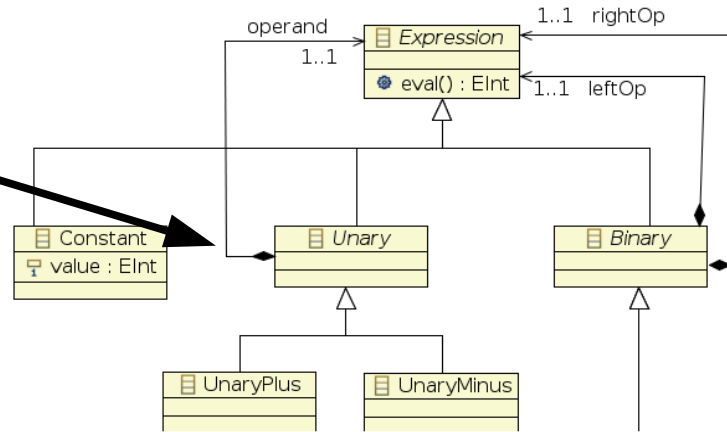 operand
1..1
Expression
eval() : EInt
1..1 rightOp
1..1 leftOp
Constant
value : EInt
Unary
Binary
UnaryPlus
UnaryMinus